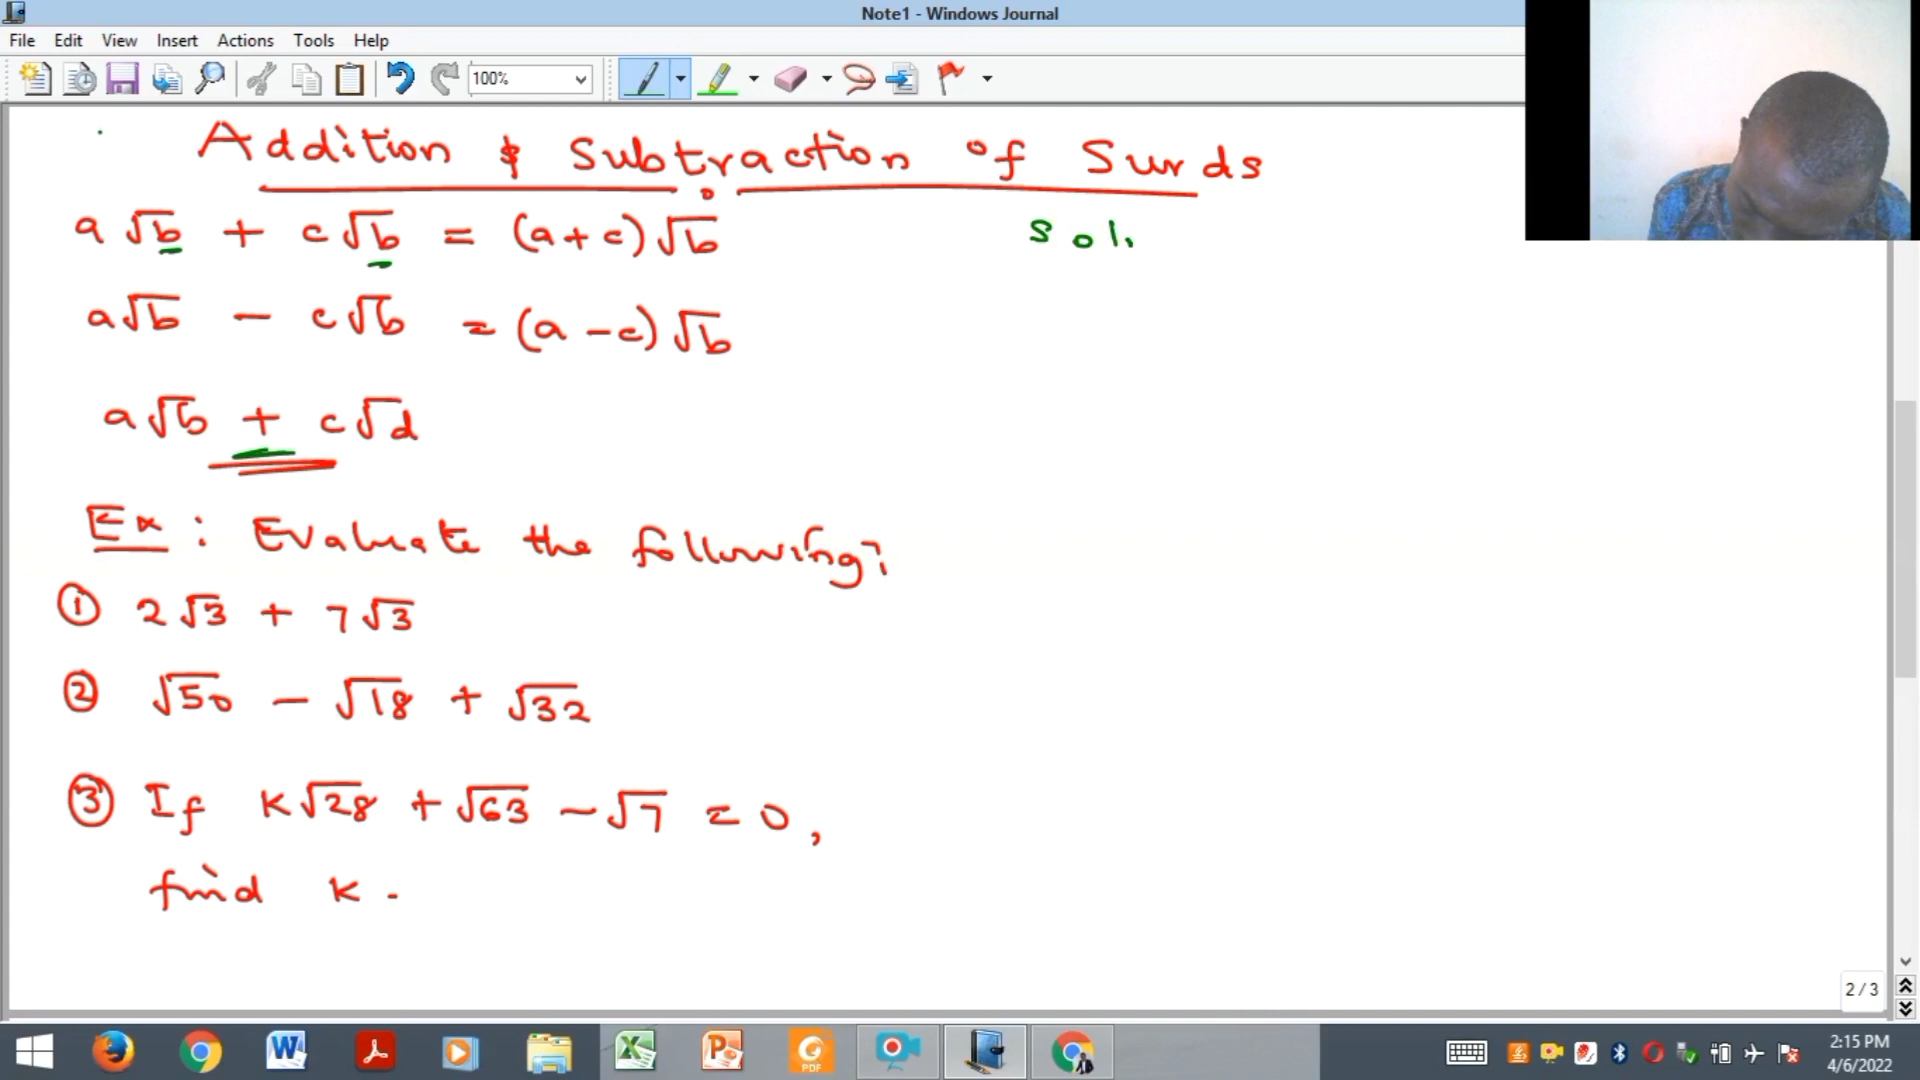 Note1 - Windows Journal
File Edit View Insert Actions Tools Help
100%
Addition & Subtraction of Surds
a√b + c√b = (a+c)√b
Sol.
a√b - c√b = (a-c)√b
a√b + c√d
Ex: Evaluate the following:
① 2√3 + 7√3
② √50 - √18 + √32
③ If K√28 + √63 - √7 = 0,
find K.
2 / 3
PDF
2:15 PM
4/6/2022